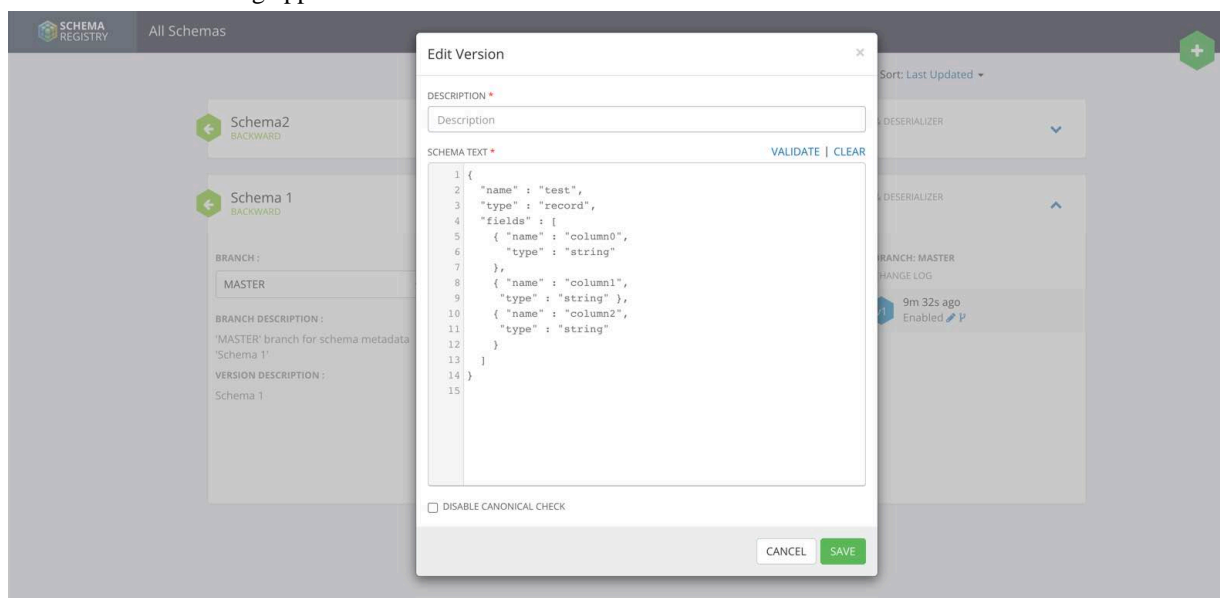 SCHEMA
REGISTRY
All Schemas
Sort: Last Updated
Schema2
BACKWARD
& DESERIALIZER
Schema 1
BACKWARD
& DESERIALIZER
BRANCH :
MASTER
BRANCH DESCRIPTION :
'MASTER' branch for schema metadata
'Schema 1'
VERSION DESCRIPTION :
Schema 1
BRANCH: MASTER
CHANGE LOG
9m 32s ago
Enabled
Edit Version
×
DESCRIPTION *
Description
SCHEMA TEXT *
VALIDATE | CLEAR
1 {
2 "name" : "test",
3 "type" : "record",
4 "fields" : [
5 { "name" : "column0",
6 "type" : "string"
7 },
8 { "name" : "column1",
9 "type" : "string" },
10 { "name" : "column2",
11 "type" : "string"
12 }
13 ]
14 }
15
DISABLE CANONICAL CHECK
CANCEL
SAVE